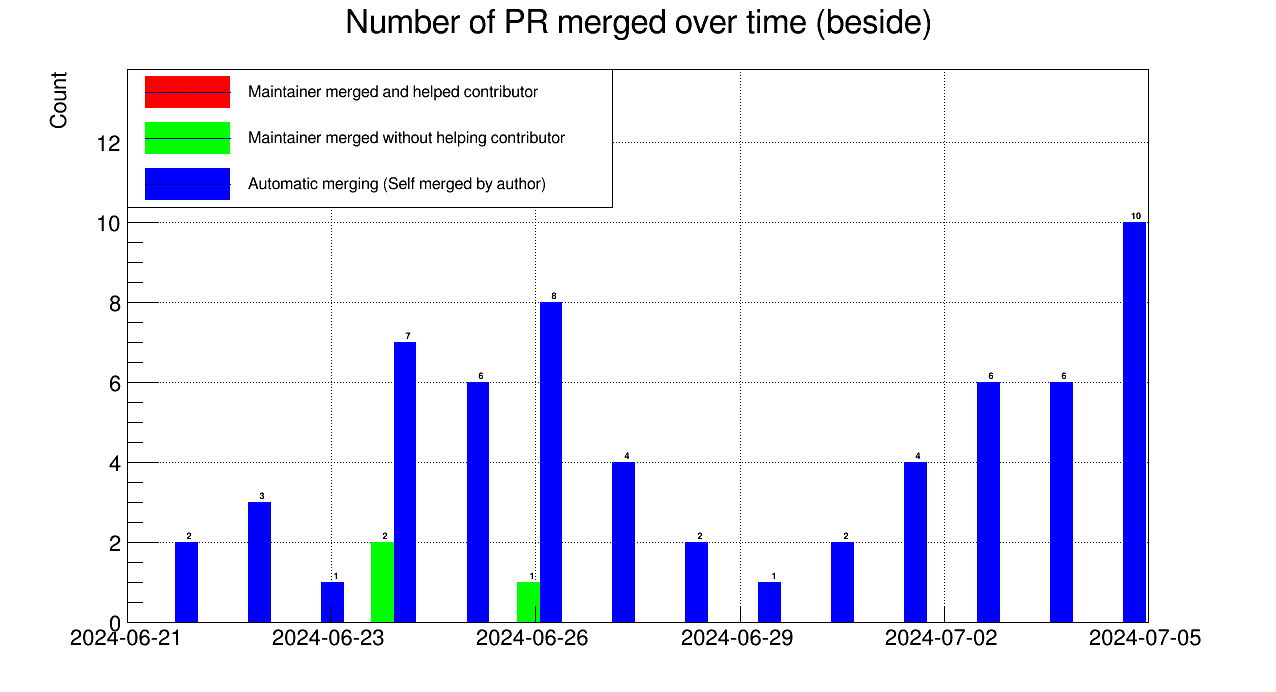 Number of PR merged over time (beside)
Count
Maintainer merged and helped contributor
Maintainer merged without helping contributor
Automatic merging (Self merged by author)
12
10
8
6
4
2
0
2 3 1 2 7 6 1 8 4 2 1 2 4 6 6 10
2024-06-21 2024-06-23 2024-06-26 2024-06-29 2024-07-02 2024-07-05